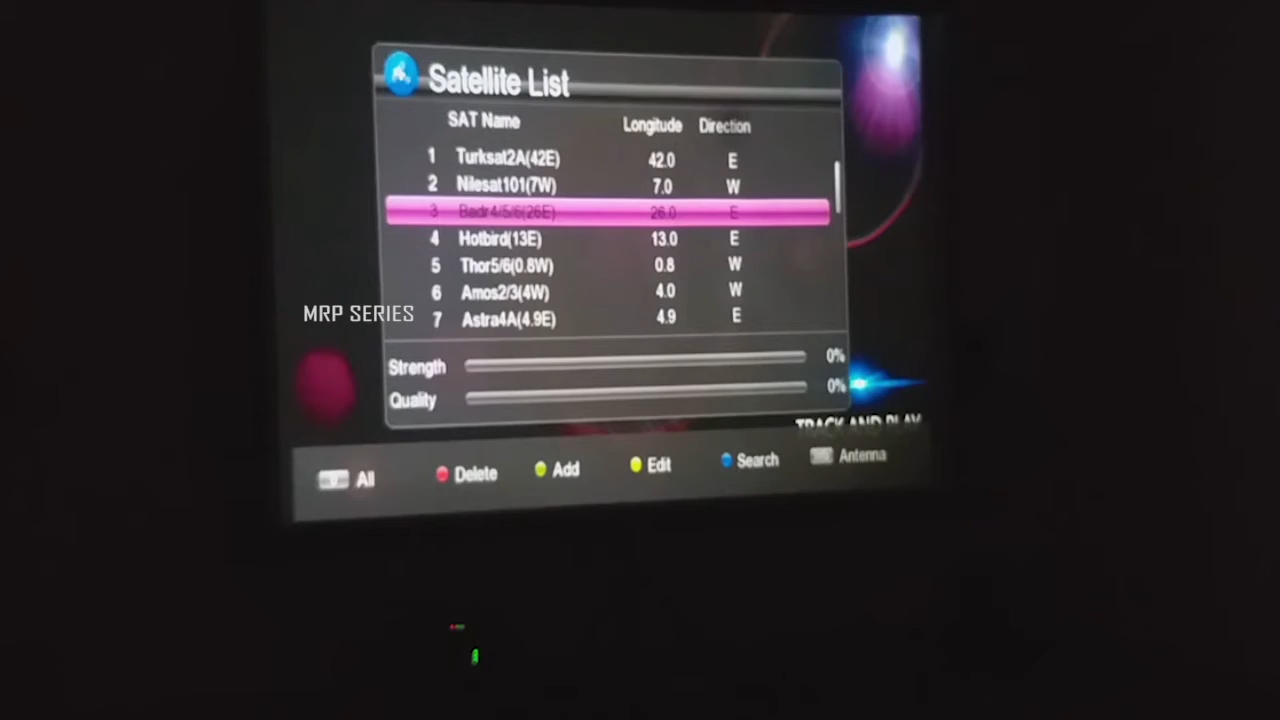 Satellite List
SAT Name Longitude Direction
1 Turksat2A(42E) 42.0 E
2 Nilesat101(7W) 7.0 W
3 Badr4/5/6(26E) 26.0 E
4 Hotbird(13E) 13.0 E
5 Thor5/6(0.8W) 0.8 W
6 Amos2/3(4W) 4.0 W
7 Astra4A(4.9E) 4.9 E
MRP SERIES
Strength 0%
Quality 0%
TRACK AND PLAY
All Delete Add Edit Search Antenna